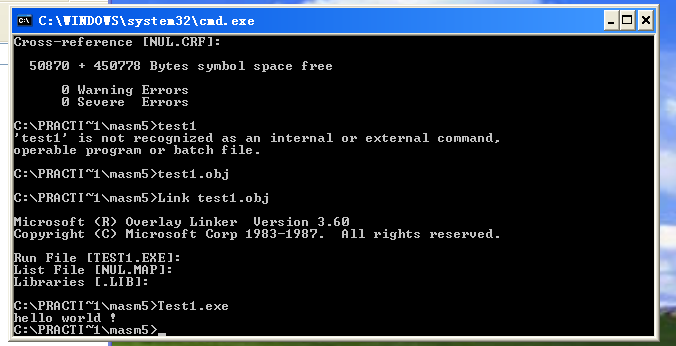 C:\WINDOWS\system32\cmd.exe
Cross-reference [NUL.CRF]:
50870 + 450778 Bytes symbol space free
0 Warning Errors
0 Severe  Errors
C:\PRACTI~1\masm5>test1
'test1' is not recognized as an internal or external command,
operable program or batch file.
C:\PRACTI~1\masm5>test1.obj
C:\PRACTI~1\masm5>Link test1.obj
Microsoft (R) Overlay Linker  Version 3.60
Copyright (C) Microsoft Corp 1983-1987.  All rights reserved.
Run File [TEST1.EXE]:
List File [NUL.MAP]:
Libraries [.LIB]:
C:\PRACTI~1\masm5>Test1.exe
hello world !
C:\PRACTI~1\masm5>_